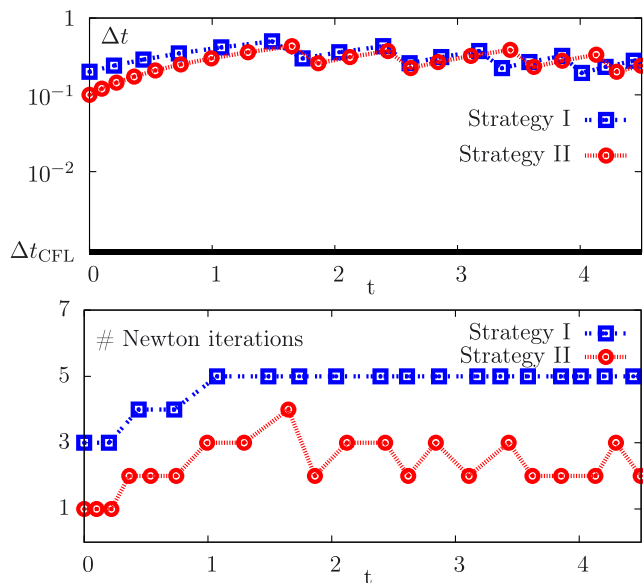 1
Δt
10⁻¹
Strategy I
Strategy II
10⁻²
Δt_CFL
0 1 2 3 4
t
7
# Newton iterations
Strategy I
Strategy II
5
3
1
0 1 2 3 4
t